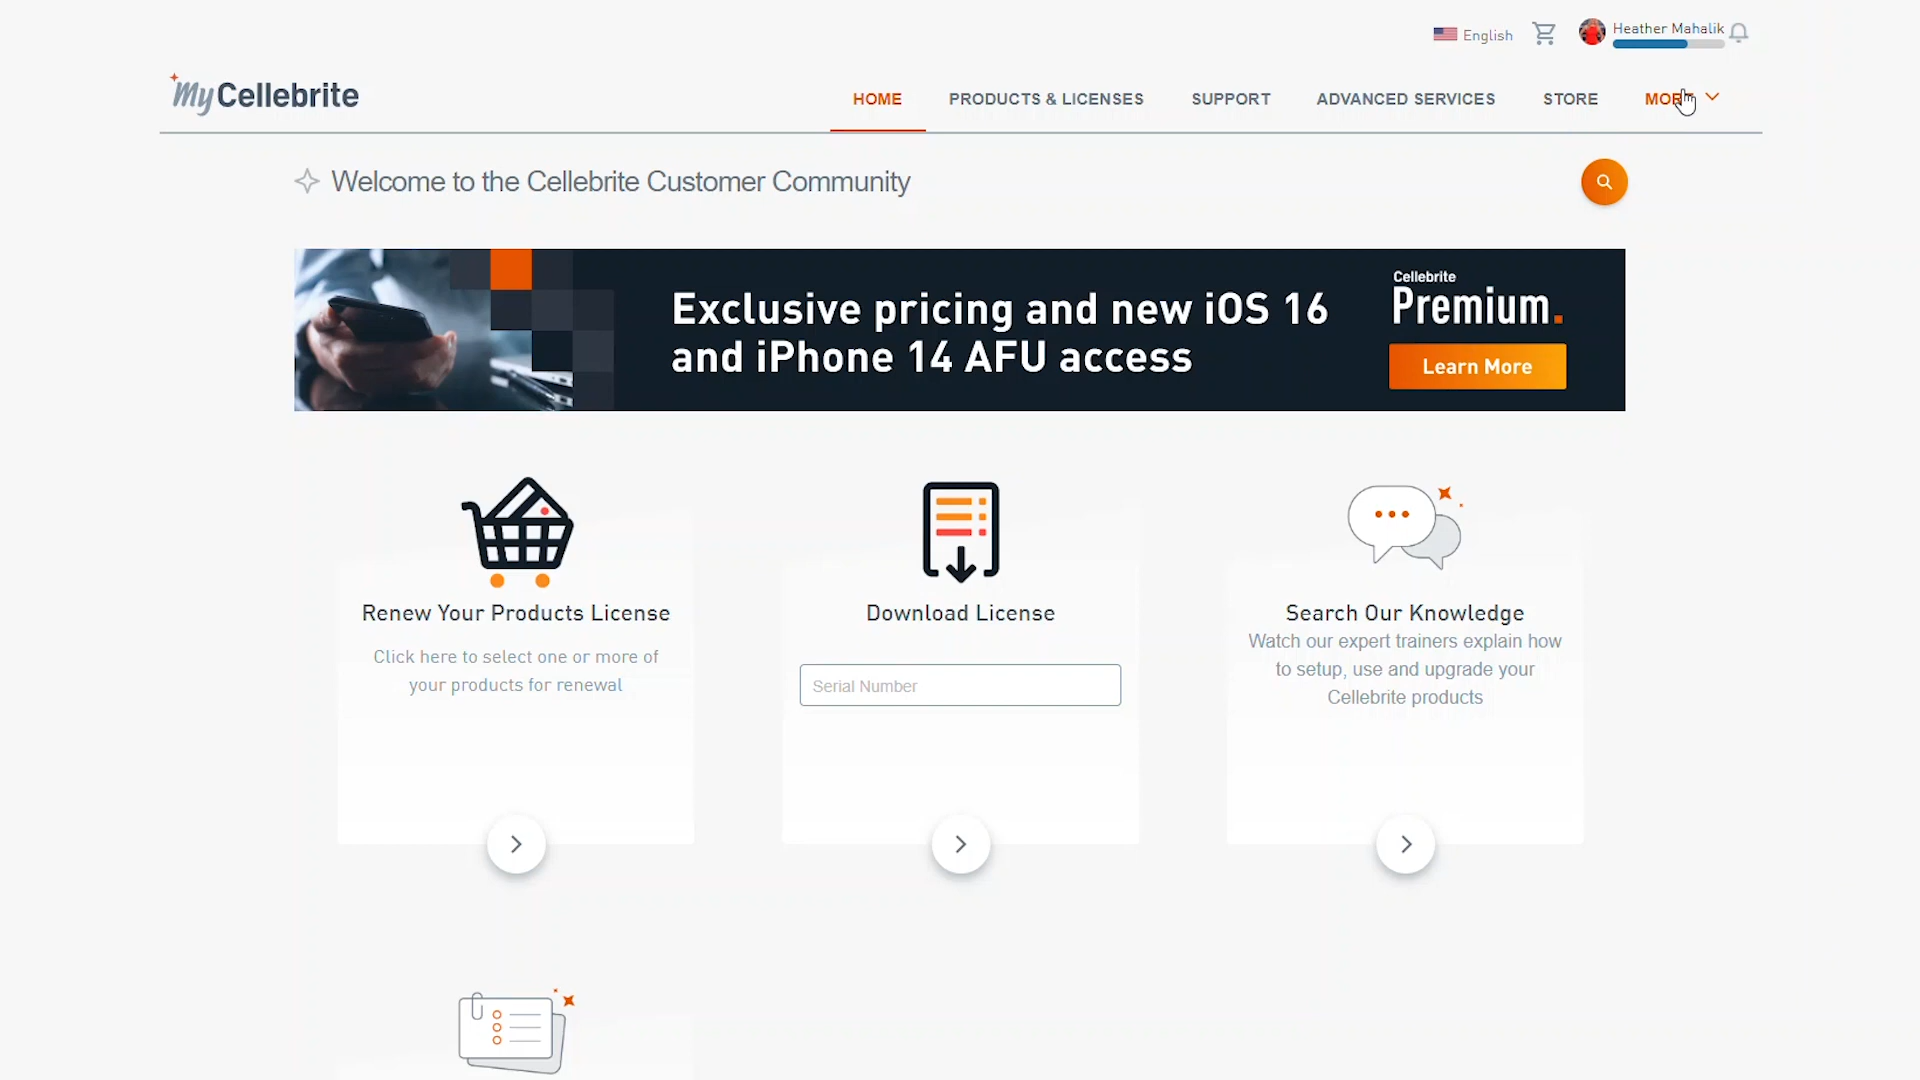 English
Heather Mahalik
MyCellebrite
HOME
PRODUCTS & LICENSES
SUPPORT
ADVANCED SERVICES
STORE
Welcome to the Cellebrite Customer Community
Exclusive pricing and new iOS 16
and iPhone 14 AFU access
Cellebrite
Premium.
Learn More
Renew Your Products License
Click here to select one or more of
your products for renewal
Download License
Serial Number
Search Our Knowledge
Watch our expert trainers explain how
to setup, use and upgrade your
Cellebrite products